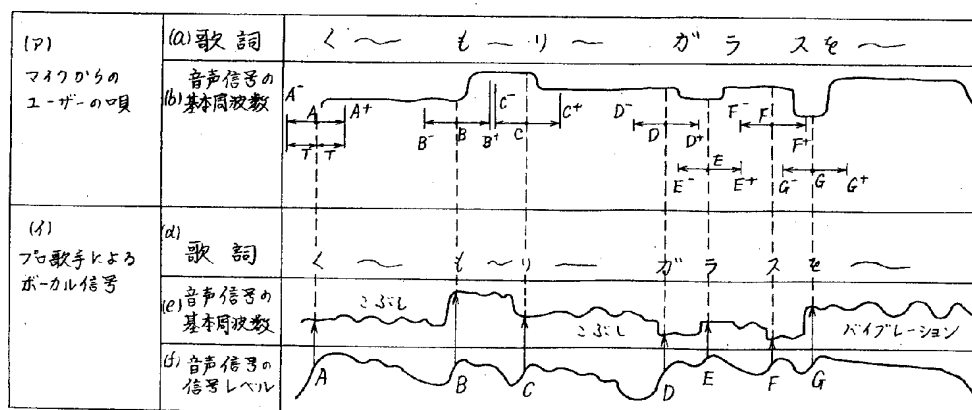 (ア)
マイクからの
ユーザーの唄
(a) 歌詞
く 〜 も 〜 り 〜 ガ ラ スを 〜
(b) 音声信号の
基本周波数
A⁻ A A⁺
T T
B⁻ B B⁺
C⁻ C C⁺
D⁻ D D⁺
E⁻ E E⁺
F⁻ F F⁺
G⁻ G G⁺
(イ)
プロ歌手による
ボーカル信号
(d)
歌詞
く 〜 も 〜 り 〜 ガ ラ スを 〜
(e) 音声信号の
基本周波数
こぶし こぶし バイブレーション
(f) 音声信号の
信号レベル
A B C D E F G